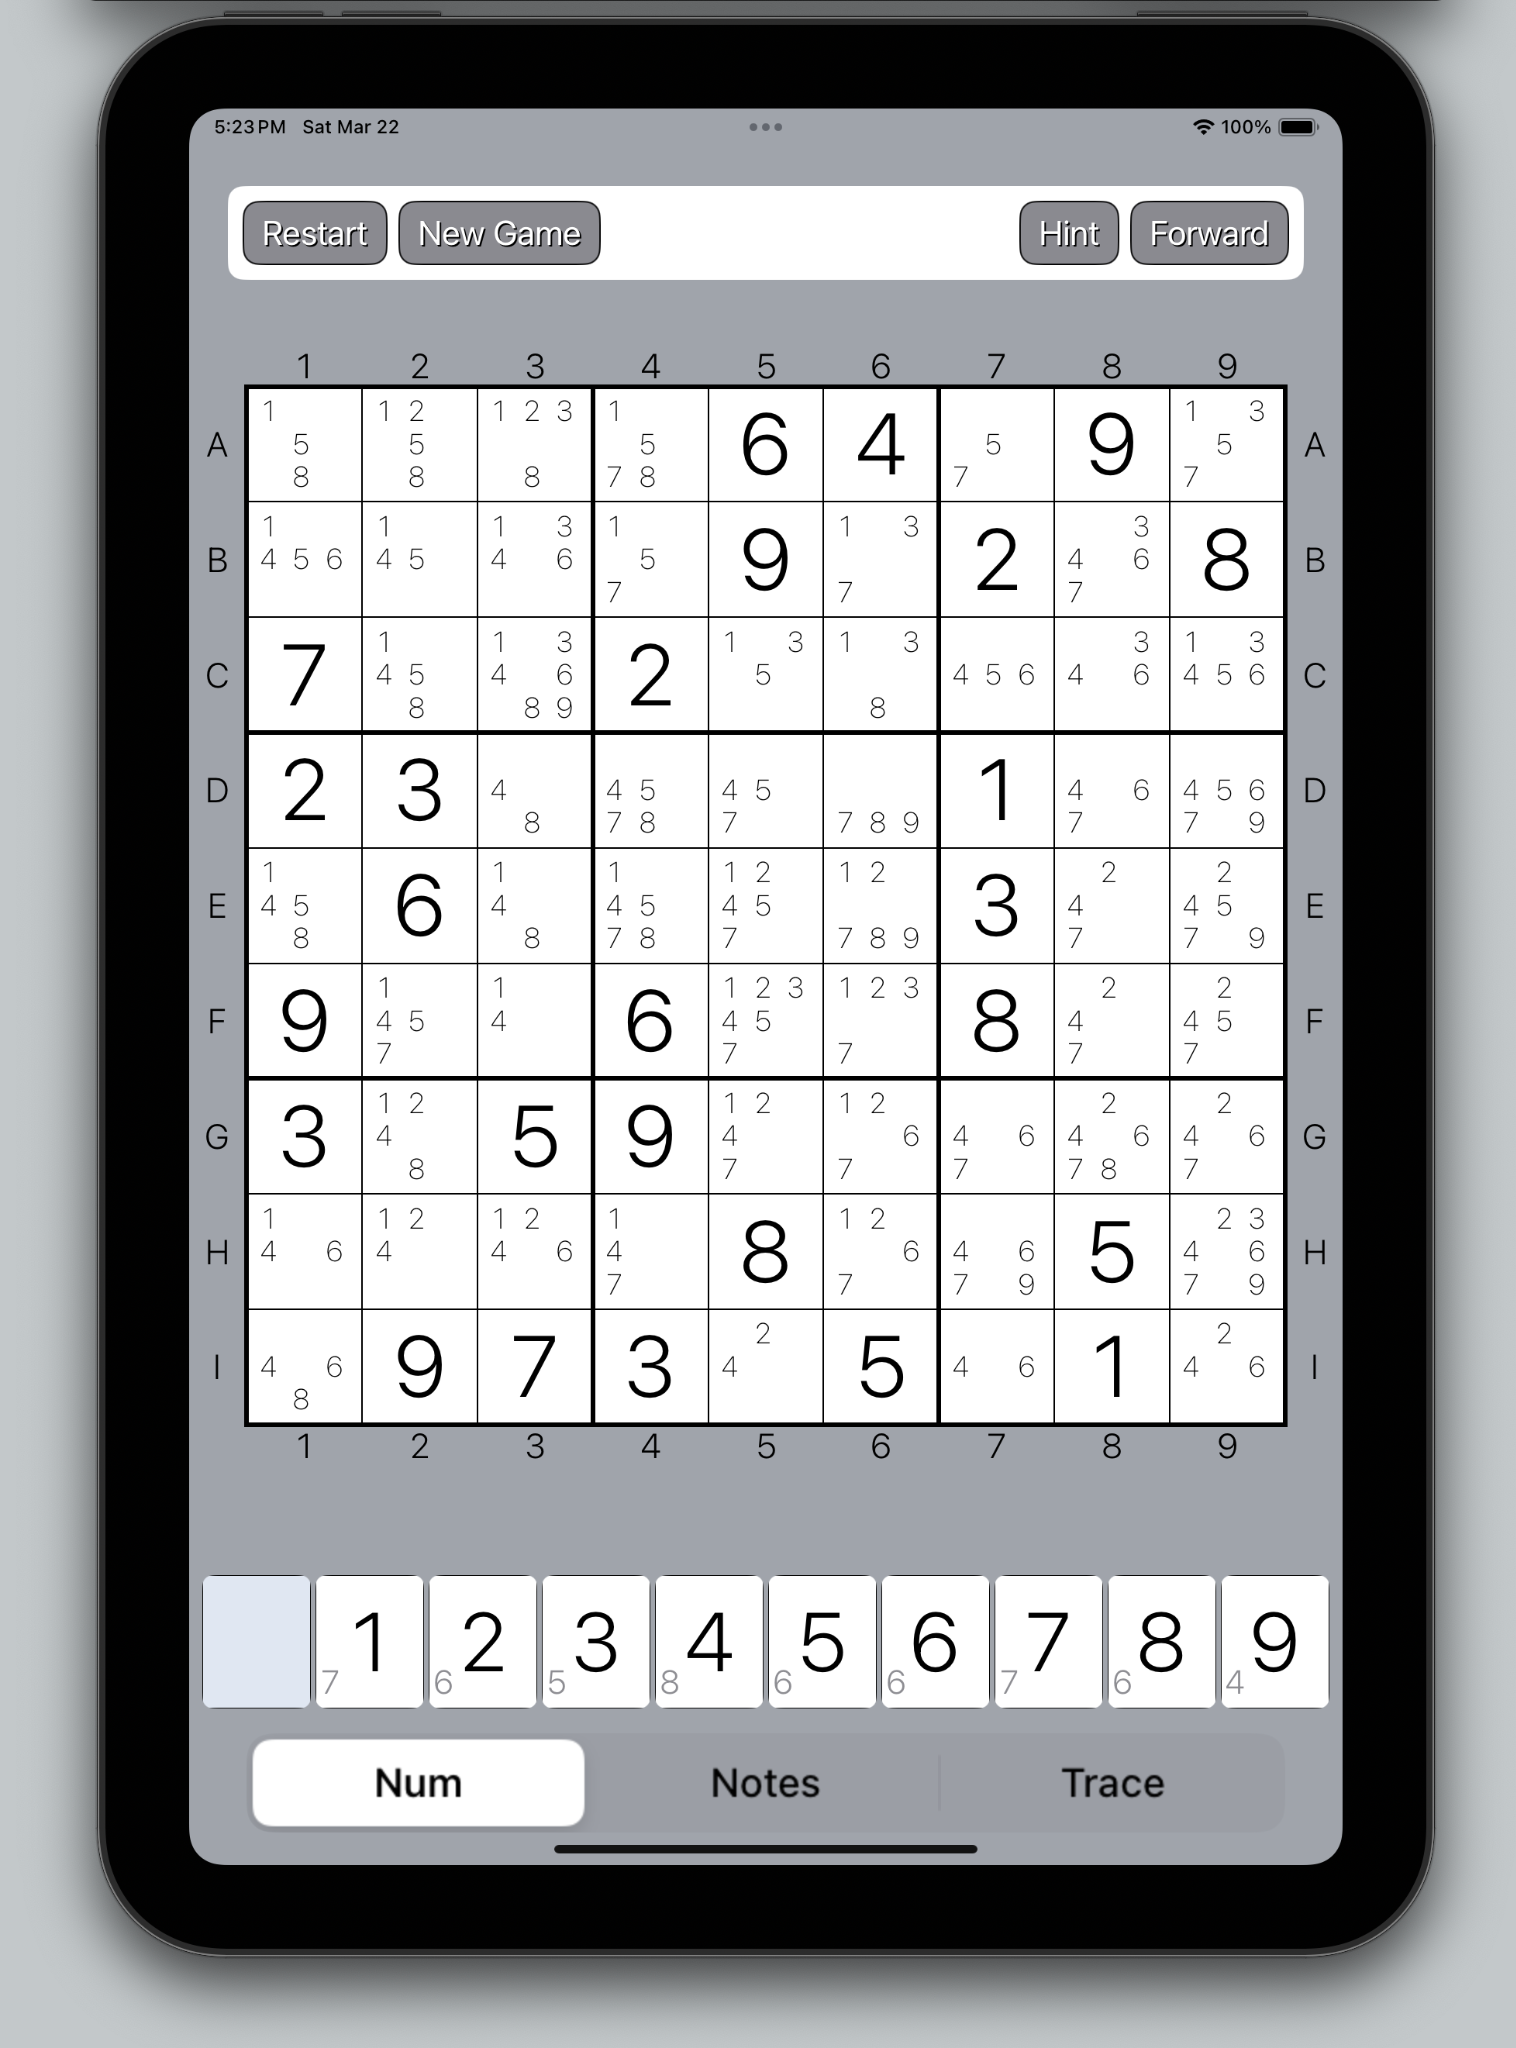 5:23 PM Sat Mar 22 100%
Restart New Game Hint Forward
1 2 3 4 5 6 7 8 9
1 1 2 1 2 3 1 1 3
A 5 5 5 6 4 5 9 5 A
8 8 8 7 8 7 7
1 1 1 3 1 1 3 3
B 4 5 6 4 5 4 6 5 9 2 4 6 8 B
7 7 7
1 1 3 1 3 1 3 3 1 3
C 7 4 5 4 6 2 5 4 5 6 4 6 4 5 6 C
8 8 9 8
D 2 3 4 4 5 4 5 1 4 6 4 5 6 D
8 7 8 7 7 8 9 7 7 9
1 1 1 1 2 1 2 2 2
E 4 5 6 4 4 5 4 5 3 4 4 5 E
8 8 7 8 7 7 8 9 7 7 9
1 1 1 2 3 1 2 3 2 2
F 9 4 5 4 6 4 5 8 4 4 5 F
7 7 7 7 7
1 2 1 2 1 2 2 2
G 3 4 5 9 4 6 4 6 4 6 4 6 G
8 7 7 7 7 8 7
1 1 2 1 2 1 1 2 2 3
H 4 6 4 4 6 4 8 6 4 6 5 4 6 H
7 7 7 9 7 9
2 2
I 4 6 9 7 3 4 5 4 6 1 4 6 I
8
1 2 3 4 5 6 7 8 9
1 2 3 4 5 6 7 8 9
7 6 5 8 6 6 7 6 4
Num Notes Trace